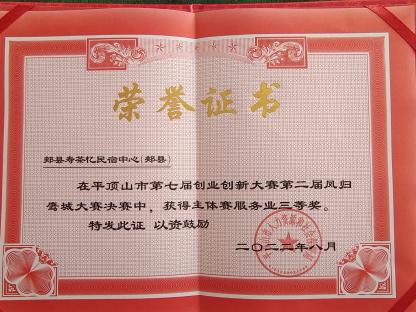 荣誉证书
郏县寿茶忆民宿中心(郏县)
在平顶山市第七届创业创新大赛第二届凤归
鹰城大赛决赛中，获得主体赛服务业三等奖。
特发此证 以资鼓励
二〇二二年八月